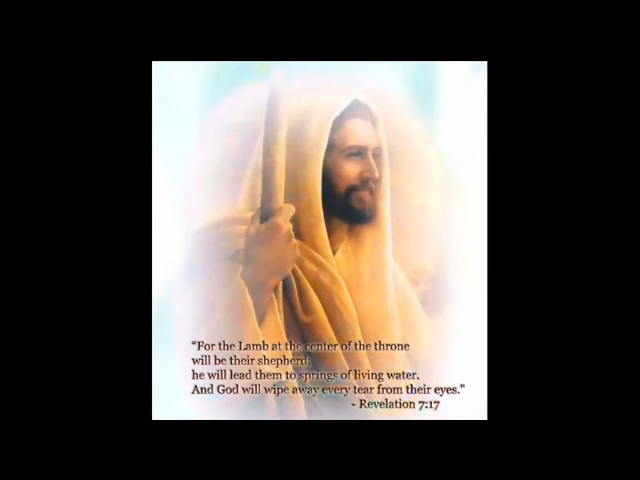 "For the Lamb at the center of the throne
will be their shepherd;
he will lead them to springs of living water.
And God will wipe away every tear from their eyes."
- Revelation 7:17